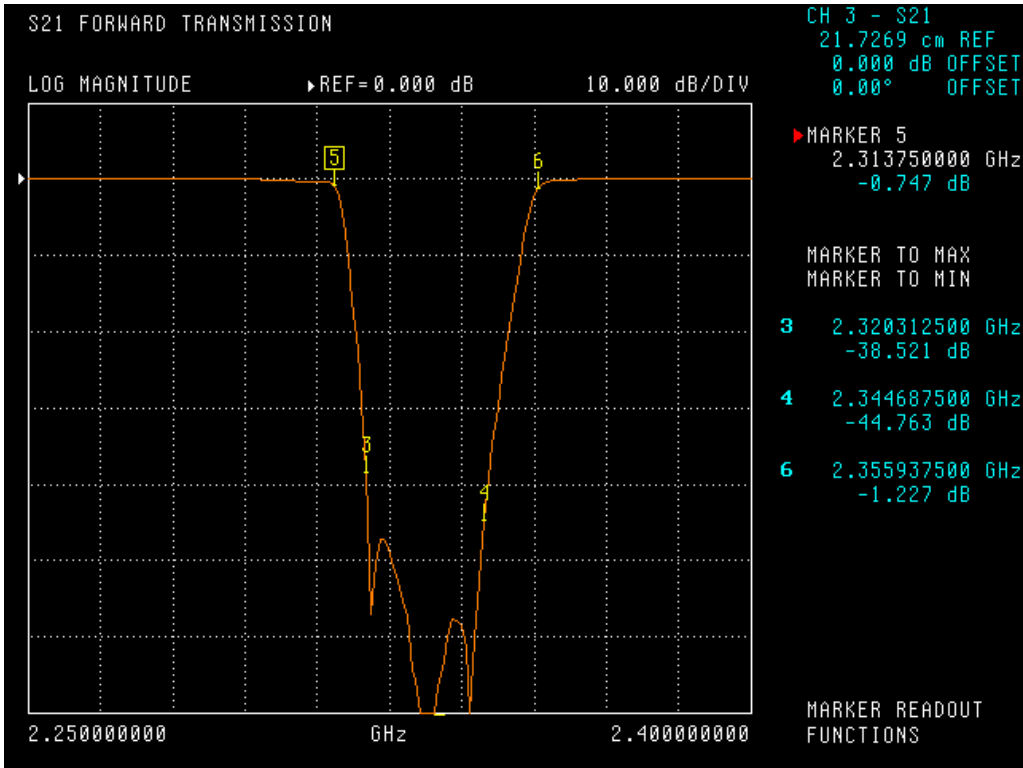 S21 FORWARD TRANSMISSION
LOG MAGNITUDE ▸REF=0.000 dB 10.000 dB/DIV
5
6
3
4
2.250000000 GHz 2.400000000
CH 3 - S21
21.7269 cm REF
0.000 dB OFFSET
0.00° OFFSET
▶MARKER 5
2.313750000 GHz
-0.747 dB
MARKER TO MAX
MARKER TO MIN
3 2.320312500 GHz
-38.521 dB
4 2.344687500 GHz
-44.763 dB
6 2.355937500 GHz
-1.227 dB
MARKER READOUT
FUNCTIONS